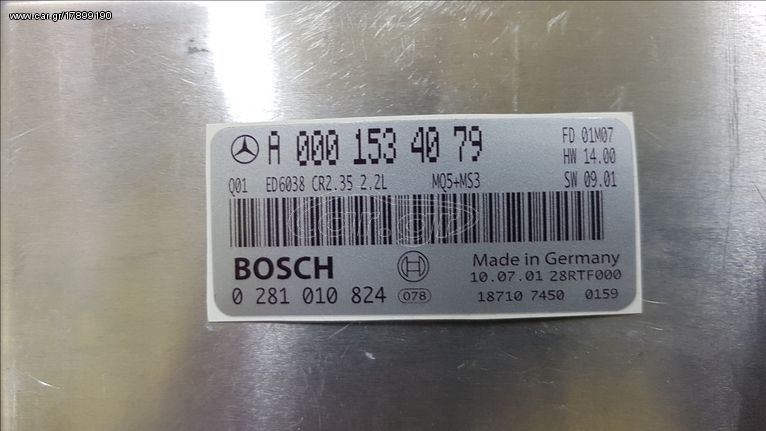 www.car.gr/17899190
A 000 153 40 79
FD 01M07
HW 14.00
Q01 ED6038 CR2.35 2.2L MQ5+MS3 SW 09.01
car.gr
BOSCH
Made in Germany
10.07.01 28RTF000
0 281 010 824 078 18710 7450 0159